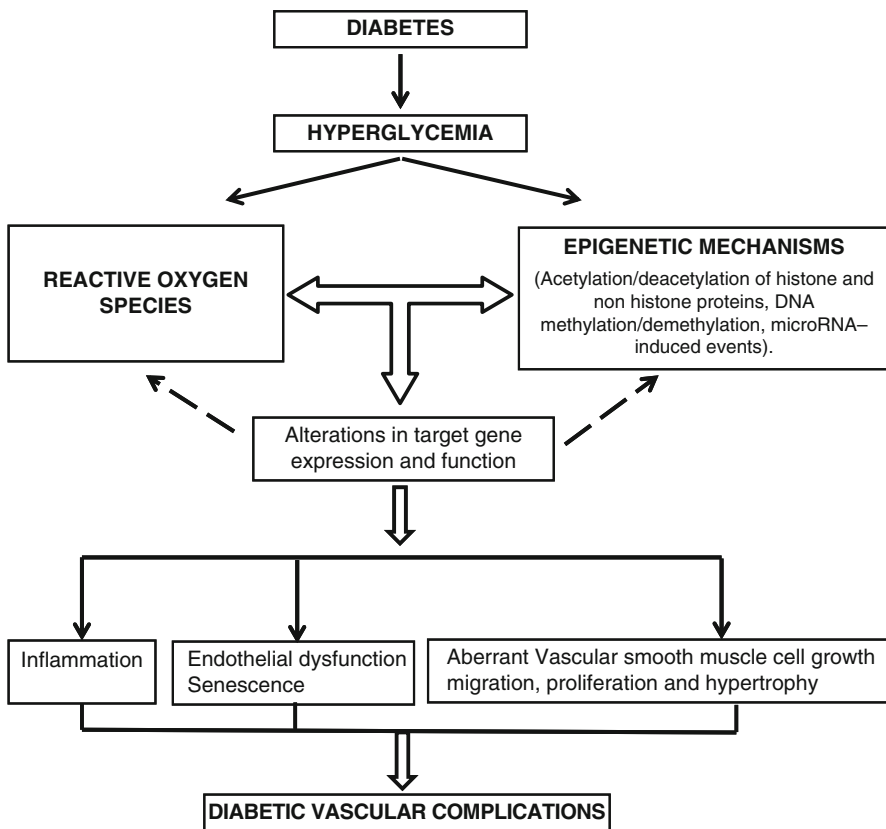 DIABETES
HYPERGLYCEMIA
REACTIVE OXYGEN
SPECIES
EPIGENETIC MECHANISMS
(Acetylation/deacetylation of histone and
non histone proteins, DNA
methylation/demethylation, microRNA–
induced events).
Alterations in target gene
expression and function
Inflammation
Endothelial dysfunction
Senescence
Aberrant Vascular smooth muscle cell growth
migration, proliferation and hypertrophy
DIABETIC VASCULAR COMPLICATIONS